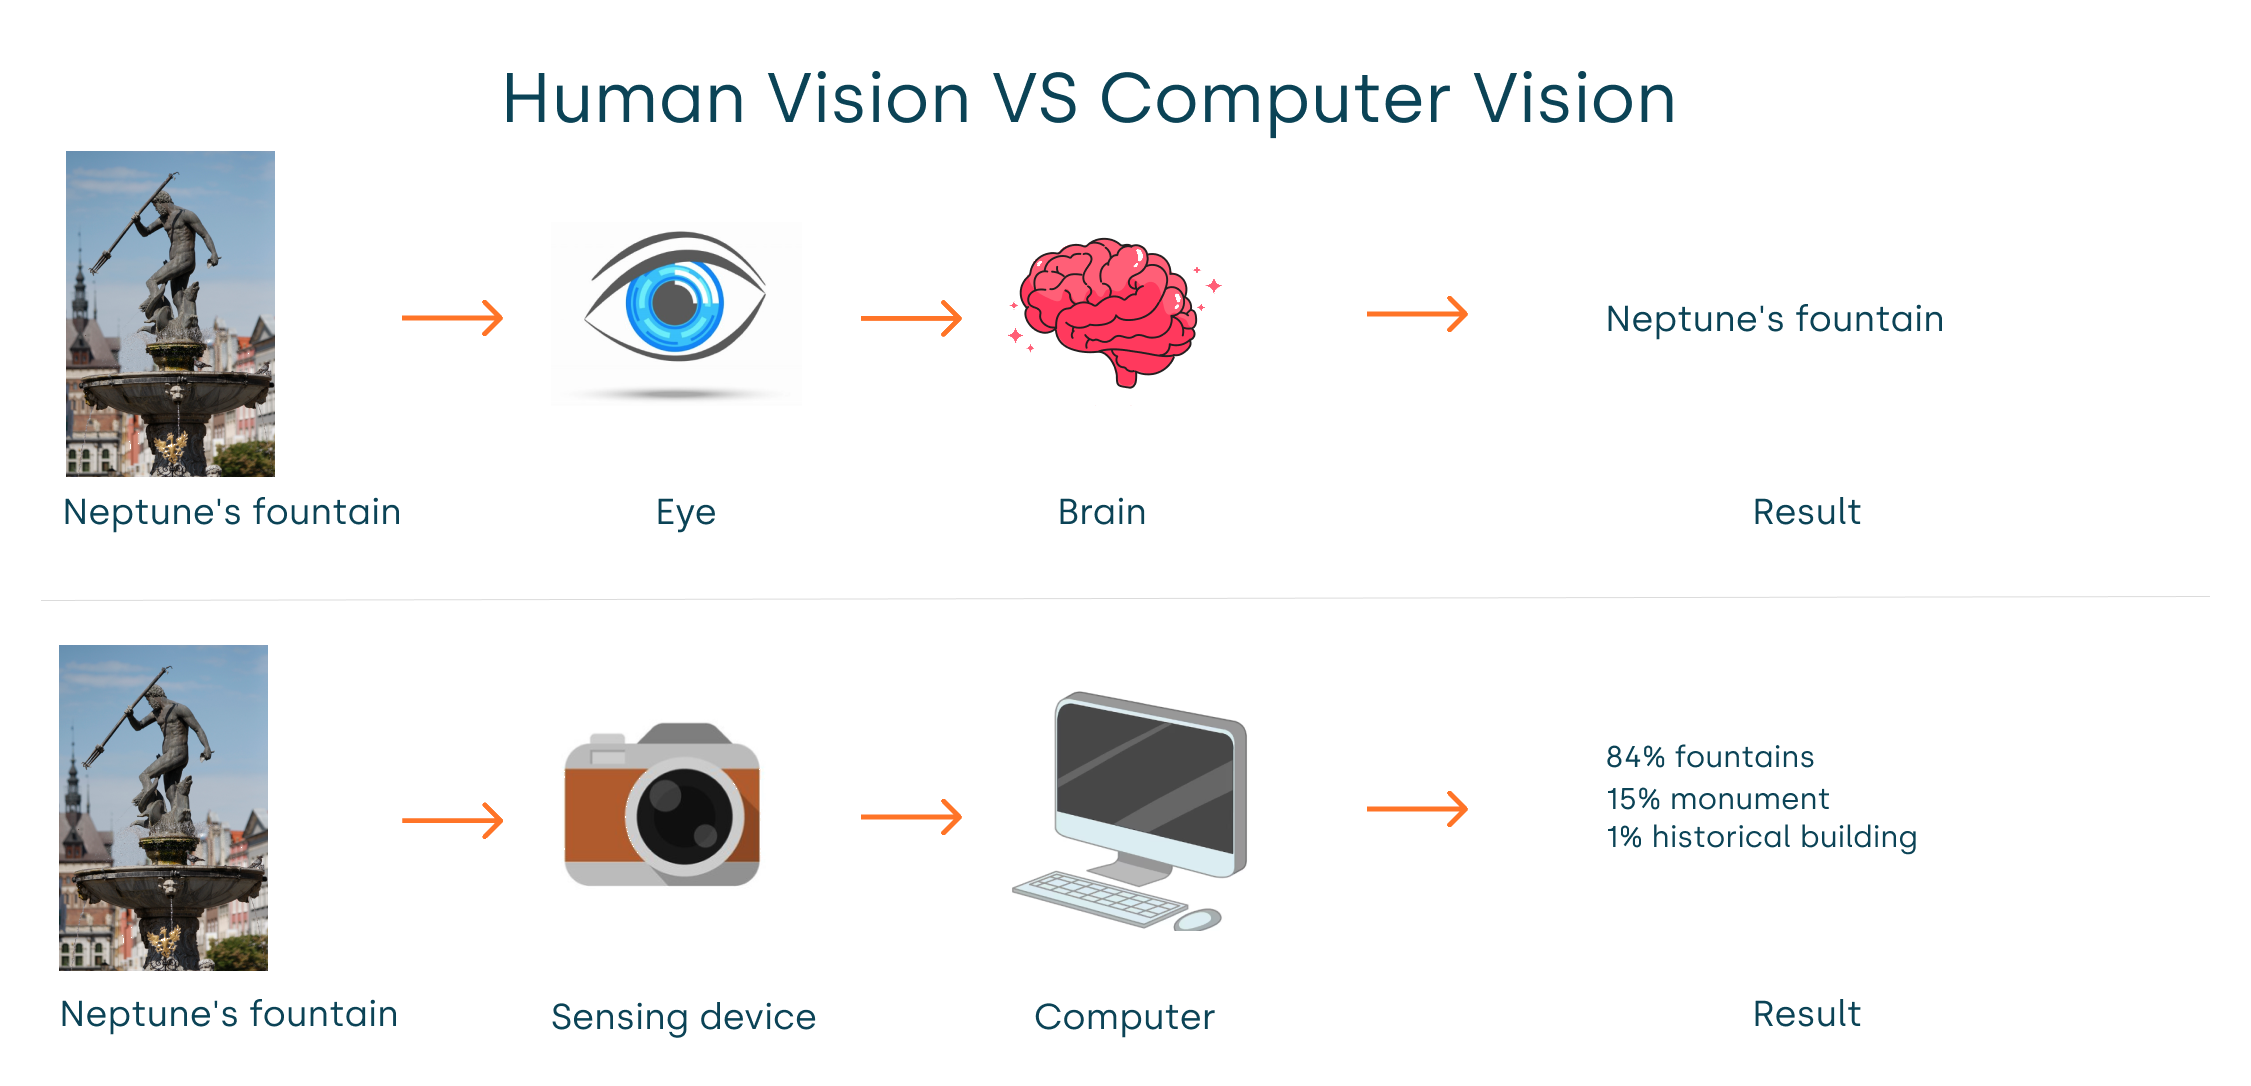 Human Vision VS Computer Vision
Neptune's fountain
Neptune's fountain
Eye
Brain
Result
84% fountains
15% monument
1% historical building
Neptune's fountain
Sensing device
Computer
Result